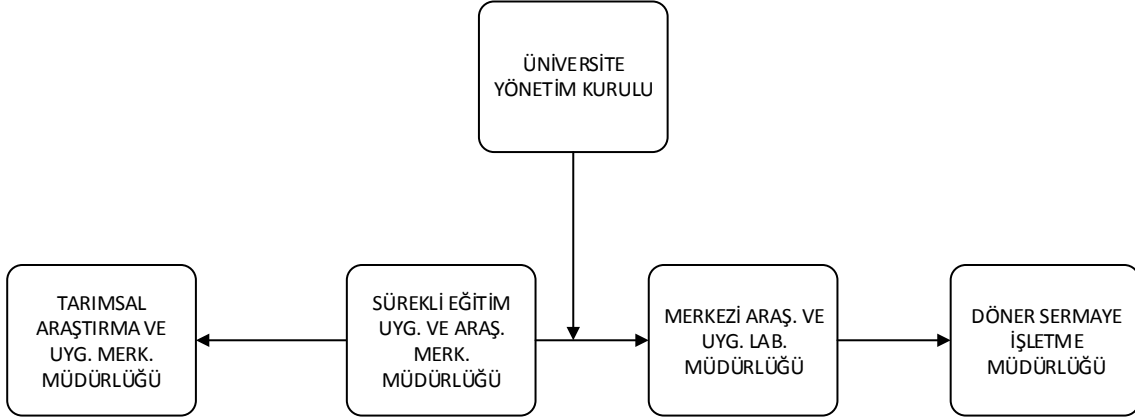 ÜNİVERSİTE
YÖNETİM KURULU
TARIMSAL
ARAŞTIRMA VE
UYG. MERK.
MÜDÜRLÜĞÜ
SÜREKLİ EĞİTİM
UYG. VE ARAŞ.
MERK.
MÜDÜRLÜĞÜ
MERKEZİ ARAŞ. VE
UYG. LAB.
MÜDÜRLÜĞÜ
DÖNER SERMAYE
İŞLETME
MÜDÜRLÜĞÜ